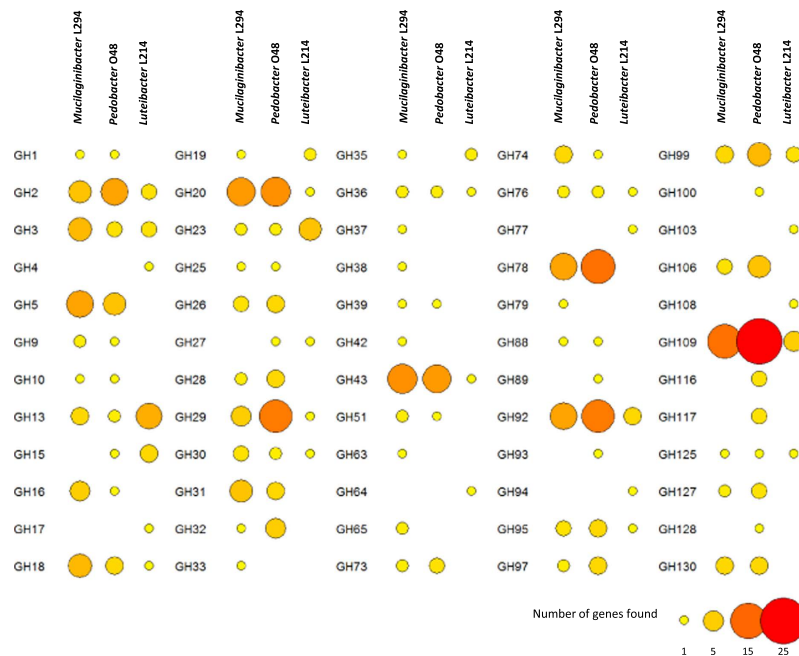 Mucilaginibacter L294 Pedobacter O48 Luteibacter L214 Mucilaginibacter L294 Pedobacter O48 Luteibacter L214 Mucilaginibacter L294 Pedobacter O48 Luteibacter L214 Mucilaginibacter L294 Pedobacter O48 Luteibacter L214 Mucilaginibacter L294 Pedobacter O48 Luteibacter L214
GH1 GH19 GH35 GH74 GH99
GH2 GH20 GH36 GH76 GH100
GH3 GH23 GH37 GH77 GH103
GH4 GH25 GH38 GH78 GH106
GH5 GH26 GH39 GH79 GH108
GH9 GH27 GH42 GH88 GH109
GH10 GH28 GH43 GH89 GH116
GH13 GH29 GH51 GH92 GH117
GH15 GH30 GH63 GH93 GH125
GH16 GH31 GH64 GH94 GH127
GH17 GH32 GH65 GH95 GH128
GH18 GH33 GH73 GH97 GH130
Number of genes found
1 5 15 25